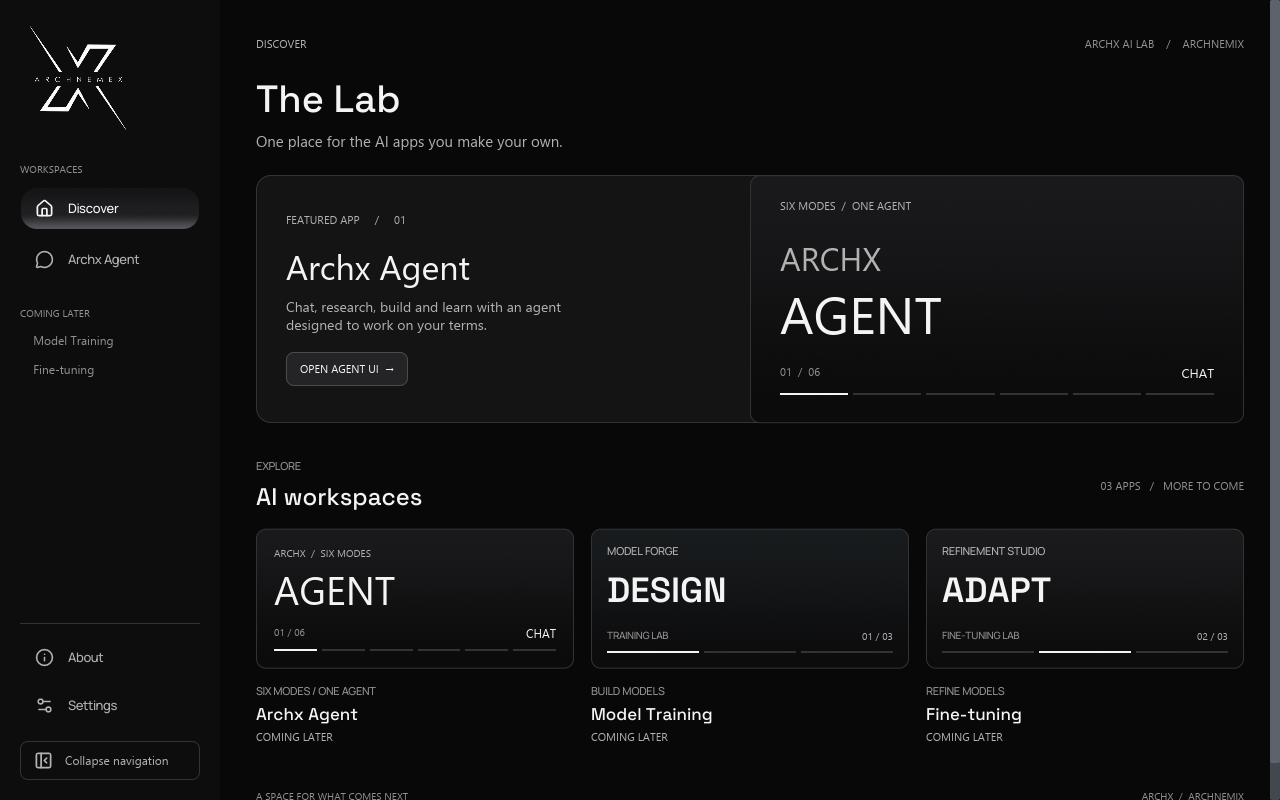 ARCHNEMEX
WORKSPACES
Discover
Archx Agent
COMING LATER
Model Training
Fine-tuning
About
Settings
Collapse navigation
DISCOVER
ARCHX AI LAB / ARCHNEMIX
The Lab
One place for the AI apps you make your own.
FEATURED APP / 01
Archx Agent
Chat, research, build and learn with an agent
designed to work on your terms.
OPEN AGENT UI →
SIX MODES / ONE AGENT
ARCHX
AGENT
01 / 06
CHAT
EXPLORE
AI workspaces
03 APPS / MORE TO COME
ARCHX / SIX MODES
AGENT
01 / 06
CHAT
SIX MODES / ONE AGENT
Archx Agent
COMING LATER
MODEL FORGE
DESIGN
TRAINING LAB
01 / 03
BUILD MODELS
Model Training
COMING LATER
REFINEMENT STUDIO
ADAPT
FINE-TUNING LAB
02 / 03
REFINE MODELS
Fine-tuning
COMING LATER
A SPACE FOR WHAT COMES NEXT
ARCHX / ARCHNEMIX